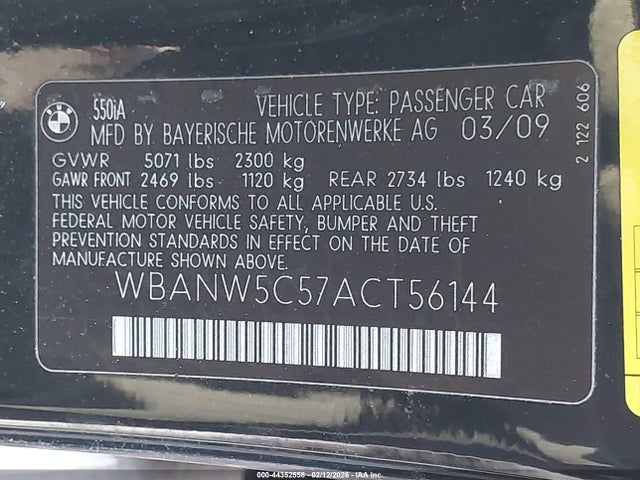 BMW
550iA
VEHICLE TYPE: PASSENGER CAR
MFD BY BAYERISCHE MOTORENWERKE AG 03/09
GVWR 5071 lbs 2300 kg
GAWR FRONT 2469 lbs 1120 kg REAR 2734 lbs 1240 kg
THIS VEHICLE CONFORMS TO ALL APPLICABLE U.S.
FEDERAL MOTOR VEHICLE SAFETY, BUMPER AND THEFT
PREVENTION STANDARDS IN EFFECT ON THE DATE OF
MANUFACTURE SHOWN ABOVE.
WBANW5C57ACT56144
2 122 606
000-44352558 - 02/12/2026 - IAA Inc.